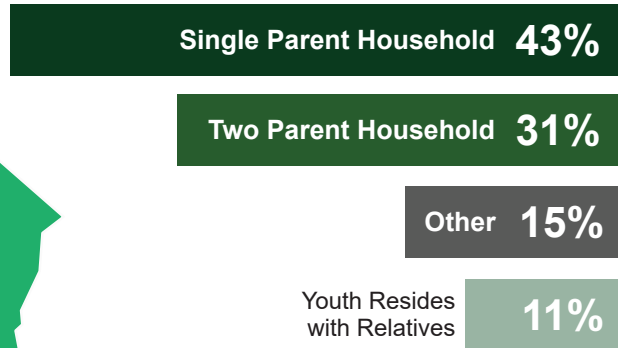 Single Parent Household 43%
Two Parent Household 31%
Other 15%
Youth Resides
with Relatives 11%